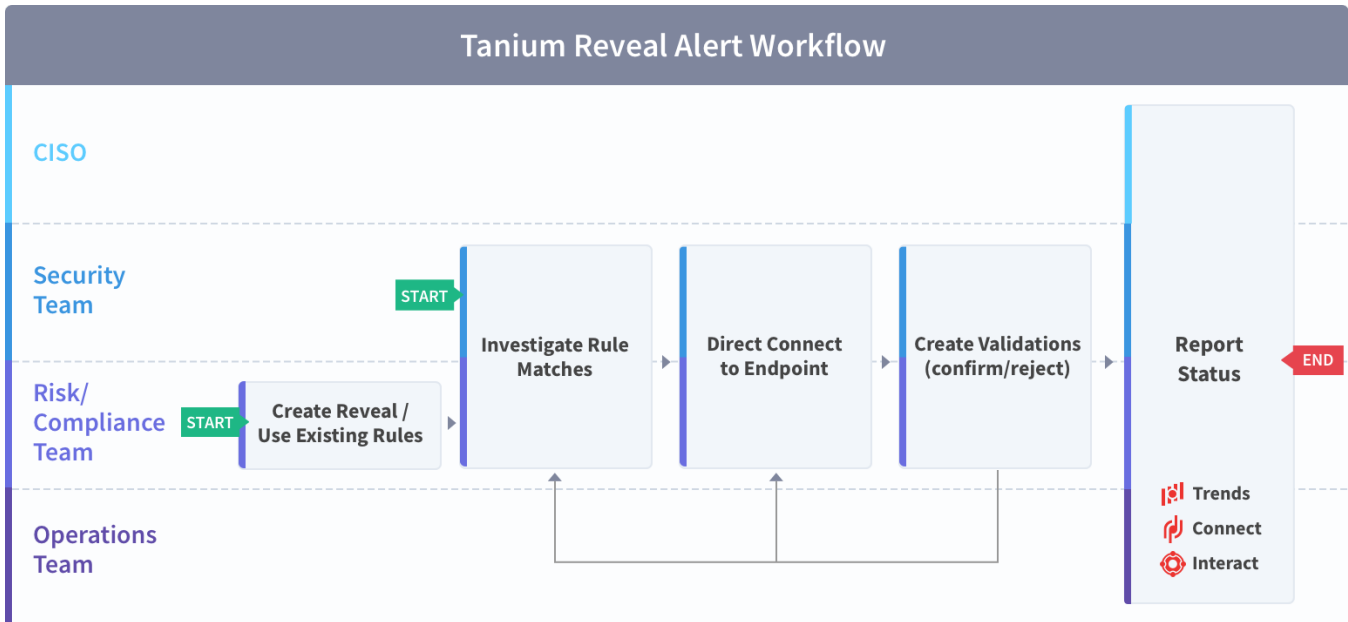 Tanium Reveal Alert Workflow
CISO
Security
Team
START
Investigate Rule
Matches
Direct Connect
to Endpoint
Create Validations
(confirm/reject)
Report
Status
END
Risk/
Compliance
Team
START
Create Reveal /
Use Existing Rules
Operations
Team
Trends
Connect
Interact